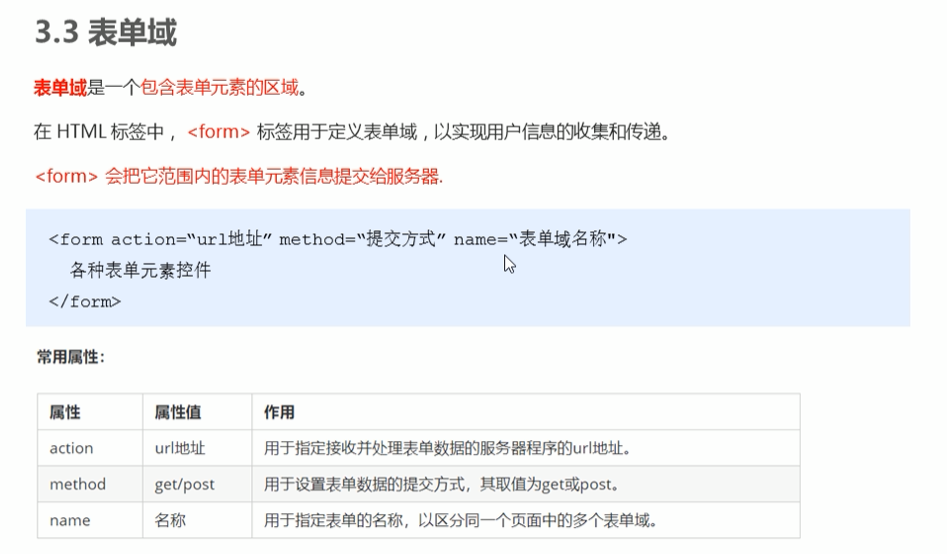 3.3 表单域
表单域是一个包含表单元素的区域。
在 HTML 标签中， <form> 标签用于定义表单域，以实现用户信息的收集和传递。
<form> 会把它范围内的表单元素信息提交给服务器.
<form action=“url地址” method=“提交方式” name=“表单域名称">
各种表单元素控件
</form>
常用属性：
属性 属性值 作用
action url地址 用于指定接收并处理表单数据的服务器程序的url地址。
method get/post 用于设置表单数据的提交方式，其取值为get或post。
name 名称 用于指定表单的名称，以区分同一个页面中的多个表单域。